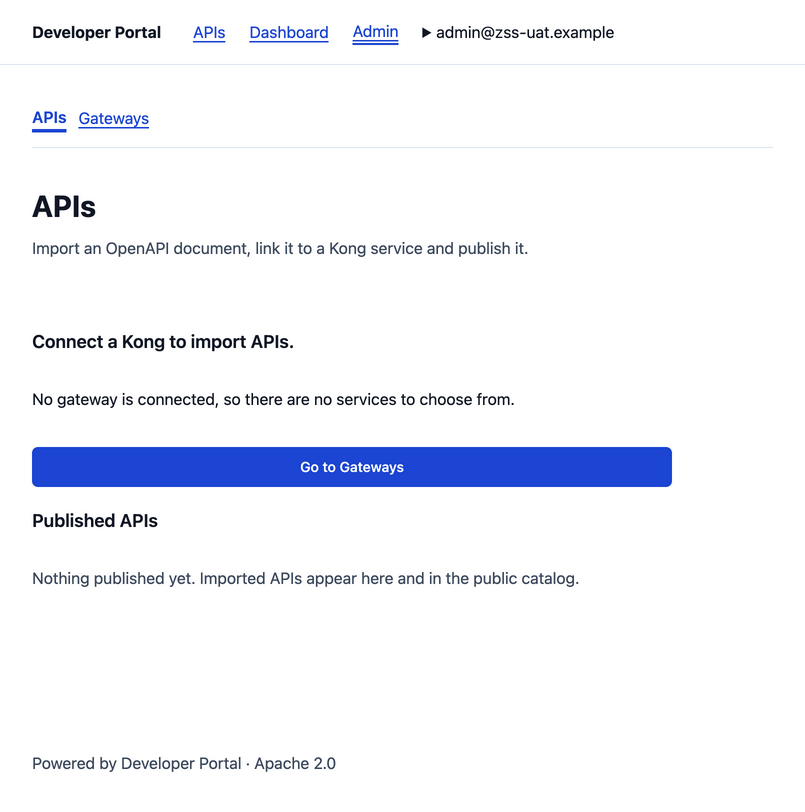 Developer Portal APIs Dashboard Admin ▶ admin@zss-uat.example
APIs Gateways
APIs
Import an OpenAPI document, link it to a Kong service and publish it.
Connect a Kong to import APIs.
No gateway is connected, so there are no services to choose from.
Go to Gateways
Published APIs
Nothing published yet. Imported APIs appear here and in the public catalog.
Powered by Developer Portal · Apache 2.0